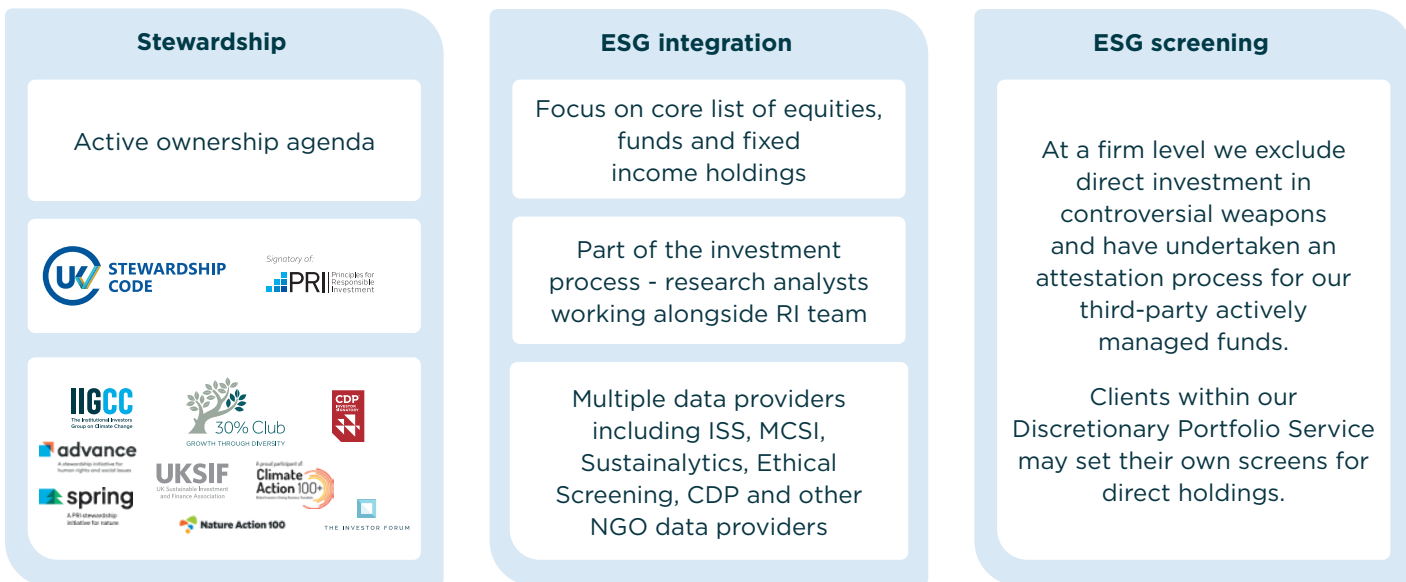 Stewardship
Active ownership agenda
UK STEWARDSHIP
CODE
Signatory of:
PRI Principles for
Responsible
Investment
IIGCC
The Institutional Investors
Group on Climate Change
30% Club
GROWTH THROUGH DIVERSITY
CDP
INVESTOR
SIGNATORY
advance
A stewardship initiative for
human rights and social issues
UKSIF
UK Sustainable Investment
and Finance Association
A proud participant of:
Climate
Action 100+
spring
A PRI stewardship
initiative for nature
Nature Action 100
THE INVESTOR FORUM
ESG integration
Focus on core list of equities,
funds and fixed
income holdings
Part of the investment
process - research analysts
working alongside RI team
Multiple data providers
including ISS, MCSI,
Sustainalytics, Ethical
Screening, CDP and other
NGO data providers
ESG screening
At a firm level we exclude
direct investment in
controversial weapons
and have undertaken an
attestation process for our
third-party actively
managed funds.
Clients within our
Discretionary Portfolio Service
may set their own screens for
direct holdings.